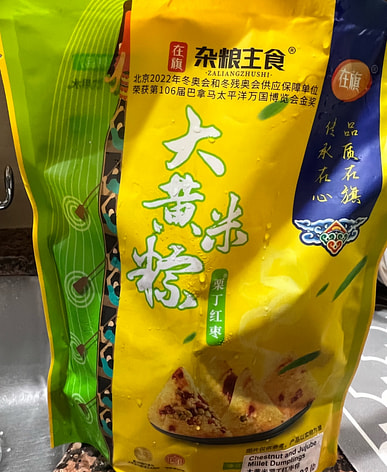 在旗 杂粮主食®
·ZALIANGZHUSHI·
北京2022年冬奥会和冬残奥会供应保障单位
荣获第106届巴拿马太平洋万国博览会金奖
在旗
品质在旗
传承在心
大黄米粽
栗丁红枣
Chestnut and Jujube
Millet Dumplings